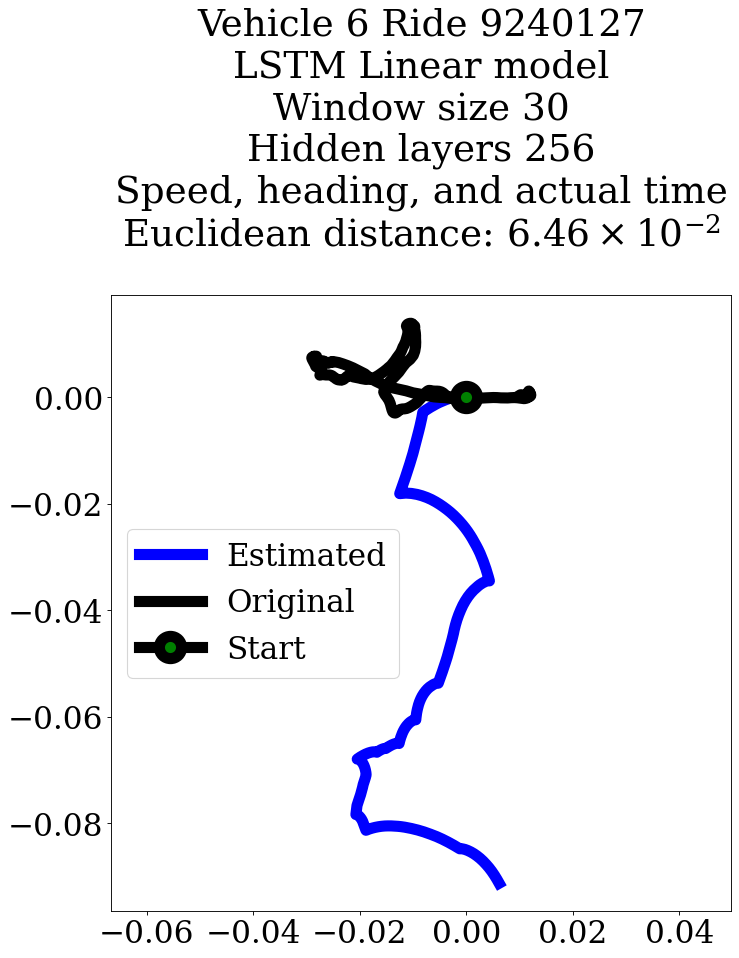 Vehicle 6 Ride 9240127
LSTM Linear model
Window size 30
Hidden layers 256
Speed, heading, and actual time
Euclidean distance: 6.46 × 10⁻²
0.00
−0.02
−0.04
−0.06
−0.08
Estimated
Original
Start
−0.06 −0.04 −0.02 0.00 0.02 0.04